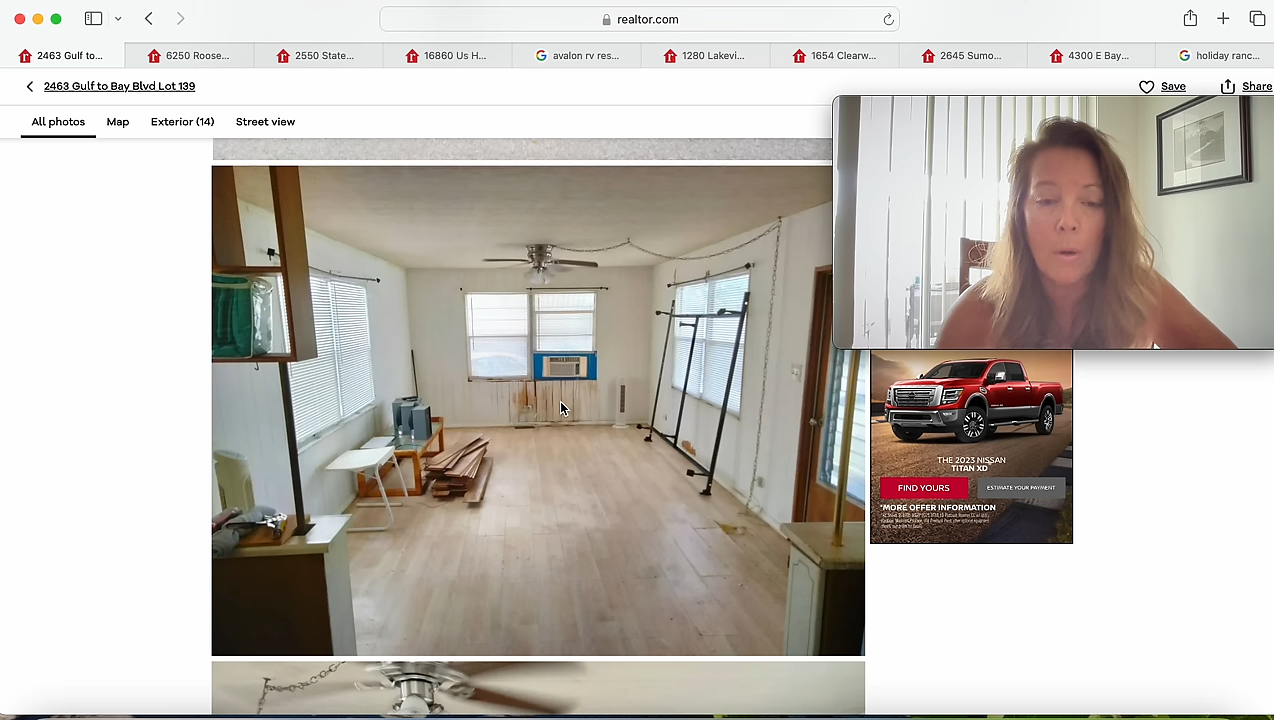 realtor.com
2463 Gulf to...
6250 Roose...
2550 State...
16860 Us H...
avalon rv res...
1280 Lakevi...
1654 Clearw...
2645 Sumo...
4300 E Bay...
holiday ranc...
2463 Gulf to Bay Blvd Lot 139
Save
Share
All photos
Map
Exterior (14)
Street view
THE 2023 NISSAN
TITAN XD
FIND YOURS
ESTIMATE YOUR PAYMENT
*MORE OFFER INFORMATION